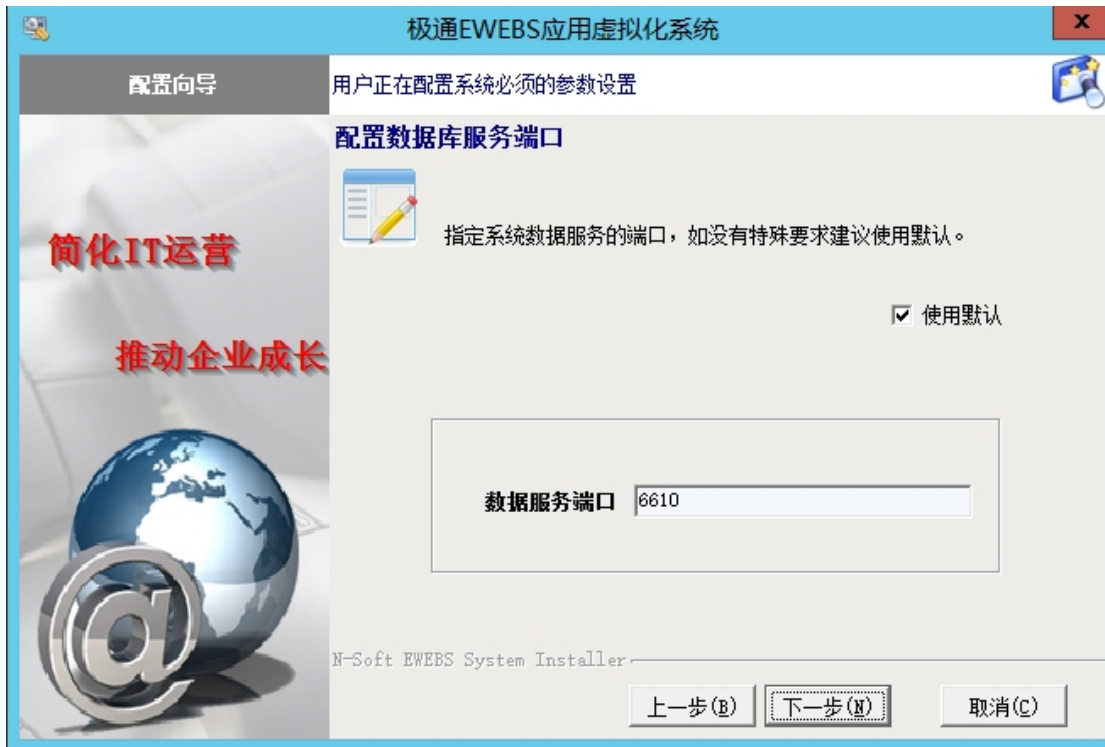 极通EWEBS应用虚拟化系统
x
配置向导
用户正在配置系统必须的参数设置
配置数据库服务端口
指定系统数据服务的端口，如没有特殊要求建议使用默认。
简化IT运营
使用默认
推动企业成长
数据服务端口 6610
@
N-Soft EWEBS System Installer
上一步(B) 下一步(N) 取消(C)